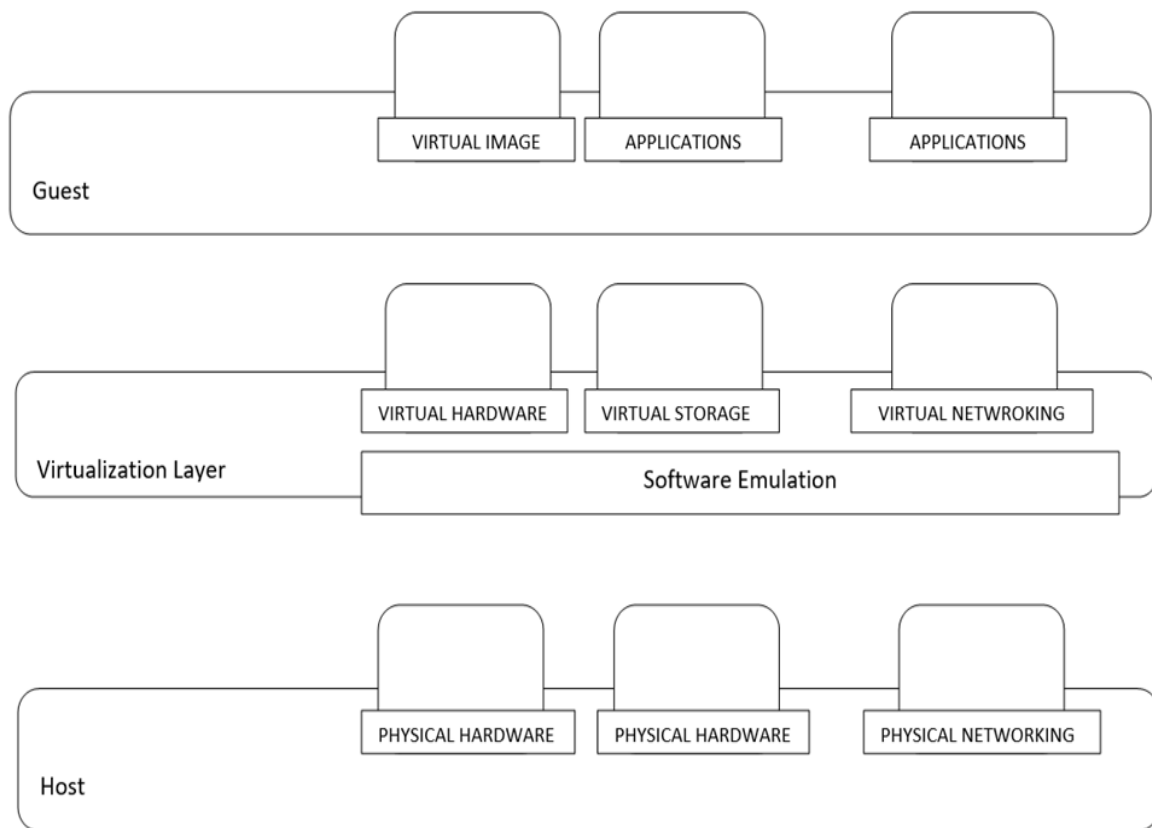 VIRTUAL IMAGE
APPLICATIONS
APPLICATIONS
Guest
VIRTUAL HARDWARE
VIRTUAL STORAGE
VIRTUAL NETWROKING
Virtualization Layer
Software Emulation
PHYSICAL HARDWARE
PHYSICAL HARDWARE
PHYSICAL NETWORKING
Host